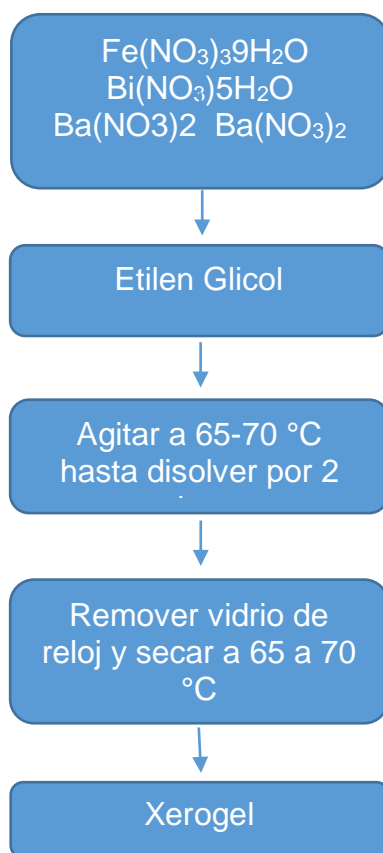 Fe(NO₃)₃9H₂O
Bi(NO₃)5H₂O
Ba(NO3)2 Ba(NO₃)₂
Etilen Glicol
Agitar a 65-70 °C
hasta disolver por 2
Remover vidrio de
reloj y secar a 65 a 70
°C
Xerogel